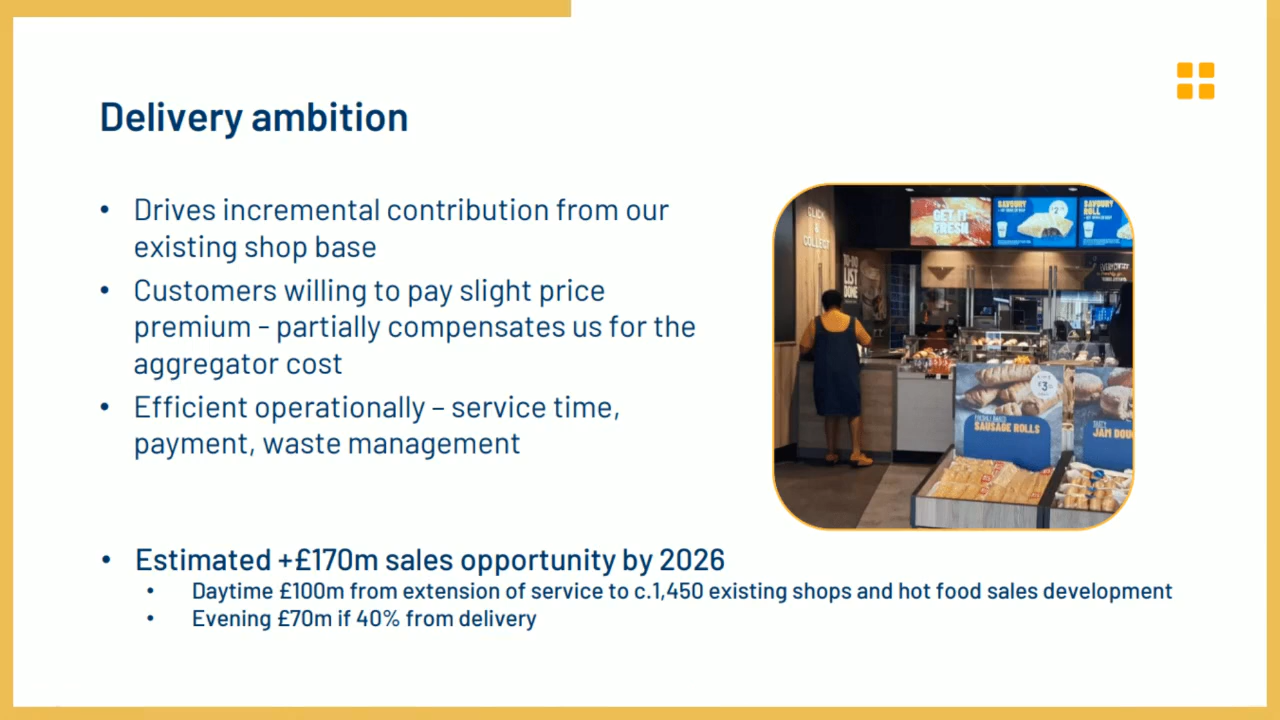 Delivery ambition
• Drives incremental contribution from our
existing shop base
• Customers willing to pay slight price
premium - partially compensates us for the
aggregator cost
• Efficient operationally – service time,
payment, waste management
CLICK
&
COLLECT
GET IT
FRESH
SAVOURY
SAVOURY
ROLL
LIST
DONE
£3
SAUSAGE ROLLS
• Estimated +£170m sales opportunity by 2026
• Daytime £100m from extension of service to c.1,450 existing shops and hot food sales development
• Evening £70m if 40% from delivery